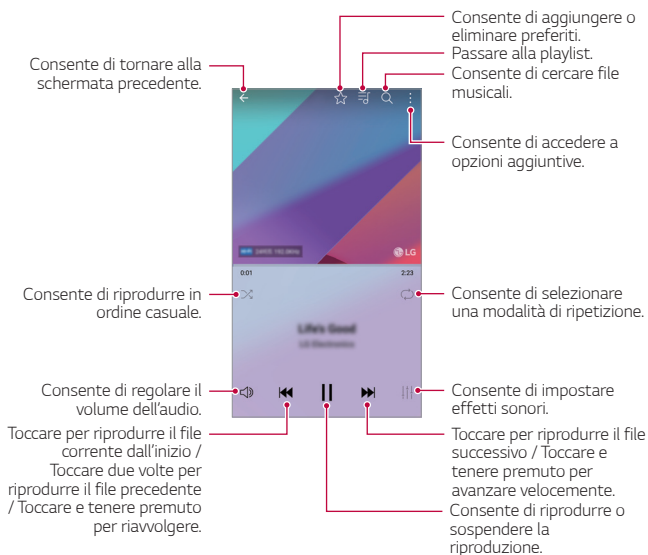 Consente di aggiungere o
eliminare preferiti.
Passare alla playlist.
Consente di cercare file
musicali.
Consente di tornare alla
schermata precedente.
Consente di accedere a
opzioni aggiuntive.
LG
0:01
2:23
Consente di riprodurre in
ordine casuale.
Consente di selezionare
una modalità di ripetizione.
Life's Good
LG Electronics
Consente di regolare il
volume dell'audio.
Consente di impostare
effetti sonori.
Toccare per riprodurre il file
corrente dall'inizio /
Toccare due volte per
riprodurre il file precedente
/ Toccare e tenere premuto
per riavvolgere.
Toccare per riprodurre il file
successivo / Toccare e
tenere premuto per
avanzare velocemente.
Consente di riprodurre o
sospendere la
riproduzione.